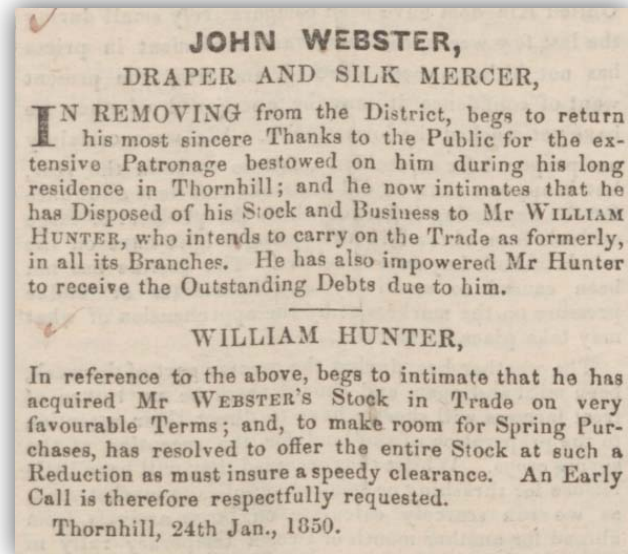 JOHN WEBSTER,
DRAPER AND SILK MERCER,
IN REMOVING from the District, begs to return
his most sincere Thanks to the Public for the ex-
tensive Patronage bestowed on him during his long
residence in Thornhill; and he now intimates that he
has Disposed of his Stock and Business to Mr WILLIAM
HUNTER, who intends to carry on the Trade as formerly,
in all its Branches. He has also impowered Mr Hunter
to receive the Outstanding Debts due to him.
WILLIAM HUNTER,
In reference to the above, begs to intimate that he has
acquired Mr WEBSTER'S Stock in Trade on very
favourable Terms; and, to make room for Spring Pur-
chases, has resolved to offer the entire Stock at such a
Reduction as must insure a speedy clearance. An Early
Call is therefore respectfully requested.
Thornhill, 24th Jan., 1850.